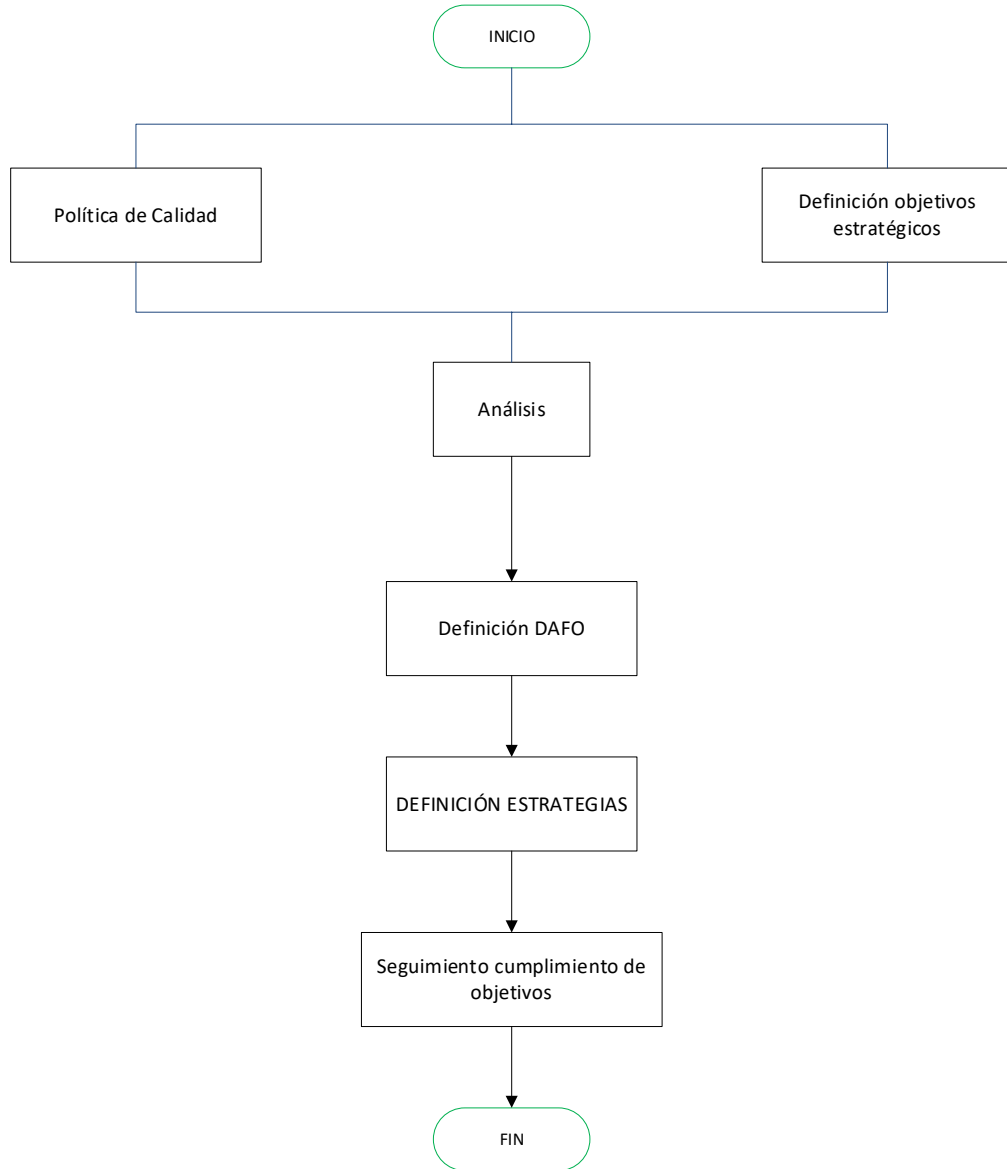 INICIO
Política de Calidad
Definición objetivos
estratégicos
Análisis
Definición DAFO
DEFINICIÓN ESTRATEGIAS
Seguimiento cumplimiento de
objetivos
FIN